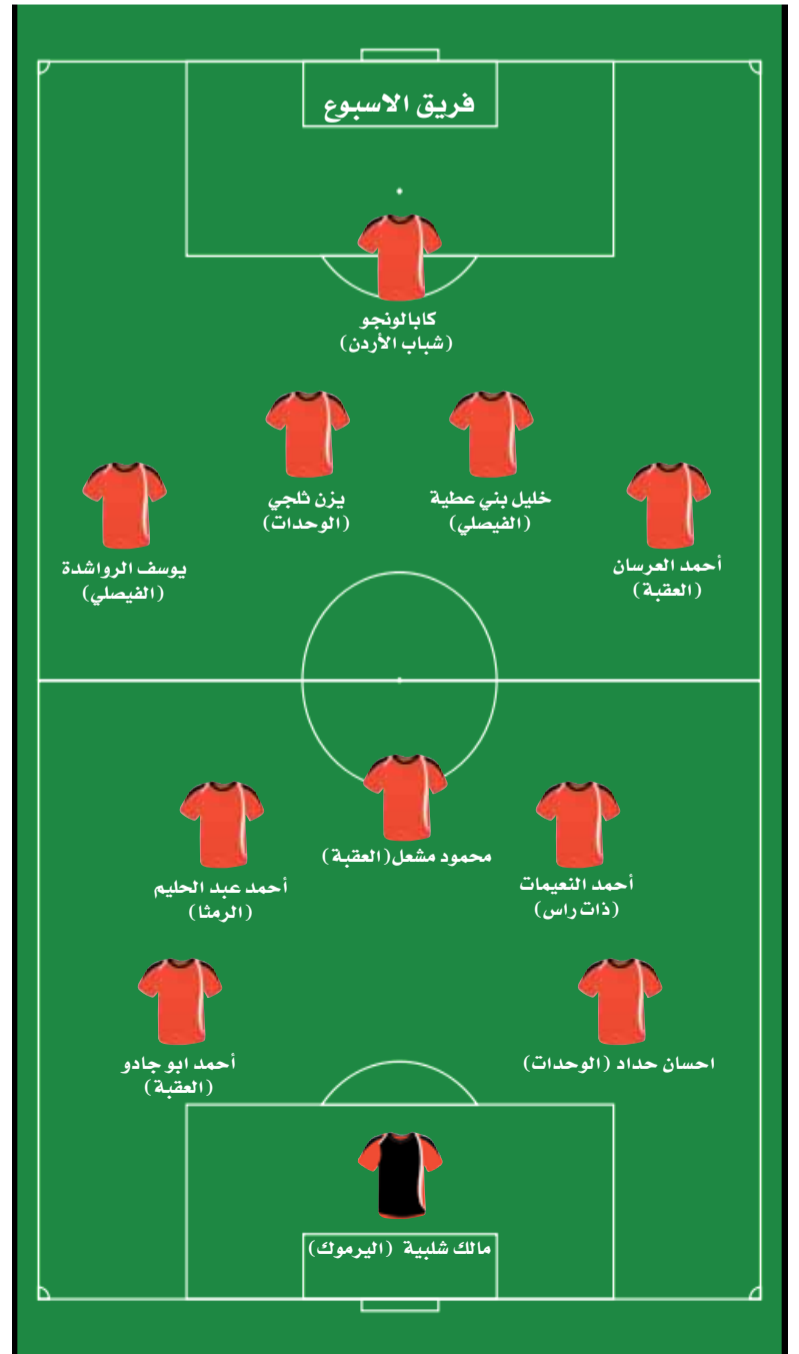 فريق الاسبوع
كابالونجو
(شباب الأردن)
خليل بني عطية
(الفيصلي)
يزن ثلجي
(الوحدات)
أحمد العرسان
(العقبة)
يوسف الرواشدة
(الفيصلي)
محمود مشعل(العقبة)
أحمد النعيمات
(ذات راس)
أحمد عبد الحليم
(الرمثا)
احسان حداد (الوحدات)
أحمد ابو جادو
(العقبة)
مالك شلبية (اليرموك)